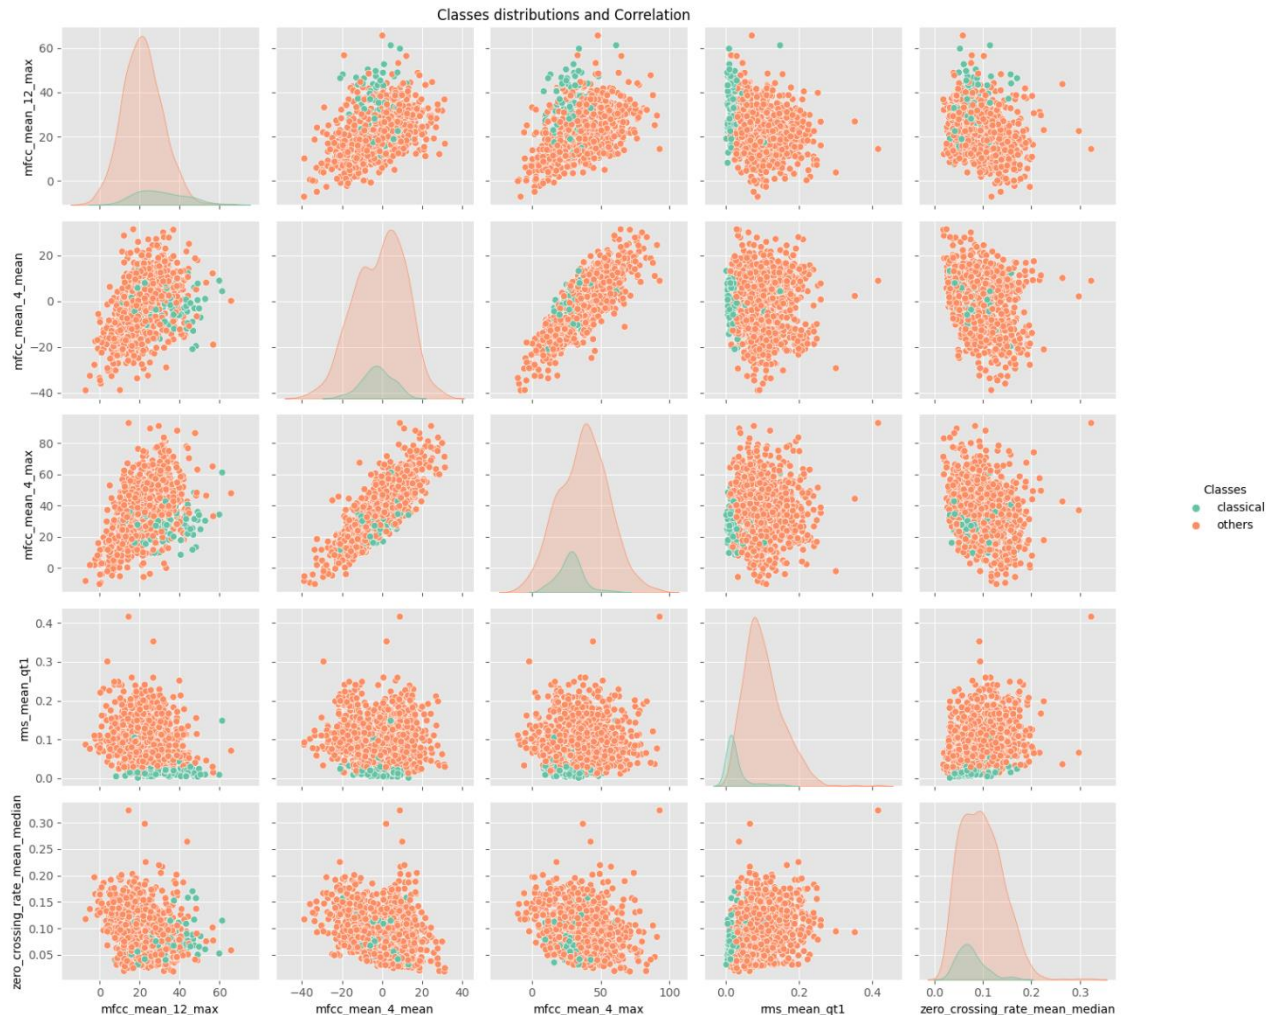 Classes distributions and Correlation
mfcc_mean_12_max
60
40
20
0
mfcc_mean_4_mean
20
0
−20
−40
mfcc_mean_4_max
80
60
40
20
0
Classes
classical
others
rms_mean_qt1
0.4
0.3
0.2
0.1
0.0
zero_crossing_rate_mean_median
0.30
0.25
0.20
0.15
0.10
0.05
0 20 40 60
−40 −20 0 20 40
0 50 100
0.0 0.2 0.4
0.0 0.1 0.2 0.3
mfcc_mean_12_max
mfcc_mean_4_mean
mfcc_mean_4_max
rms_mean_qt1
zero_crossing_rate_mean_median